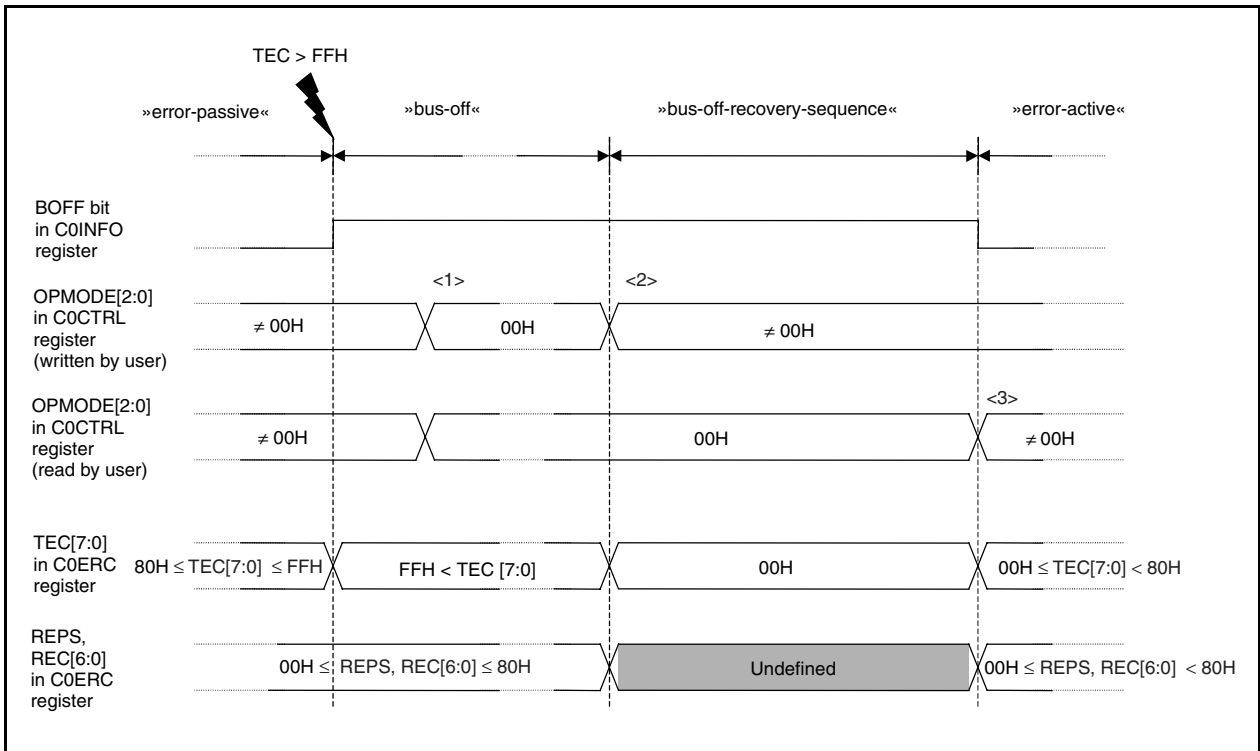 TEC > FFH
»error-passive«
»bus-off«
»bus-off-recovery-sequence«
»error-active«
BOFF bit
in C0INFO
register
<1>
<2>
OPMODE[2:0]
in C0CTRL
register
(written by user)
≠ 00H
00H
≠ 00H
<3>
OPMODE[2:0]
in C0CTRL
register
(read by user)
≠ 00H
00H
≠ 00H
TEC[7:0]
in C0ERC
register
80H ≤ TEC[7:0] ≤ FFH
FFH < TEC [7:0]
00H
00H ≤ TEC[7:0] < 80H
REPS,
REC[6:0]
in C0ERC
register
00H ≤ REPS, REC[6:0] ≤ 80H
Undefined
00H ≤ REPS, REC[6:0] < 80H